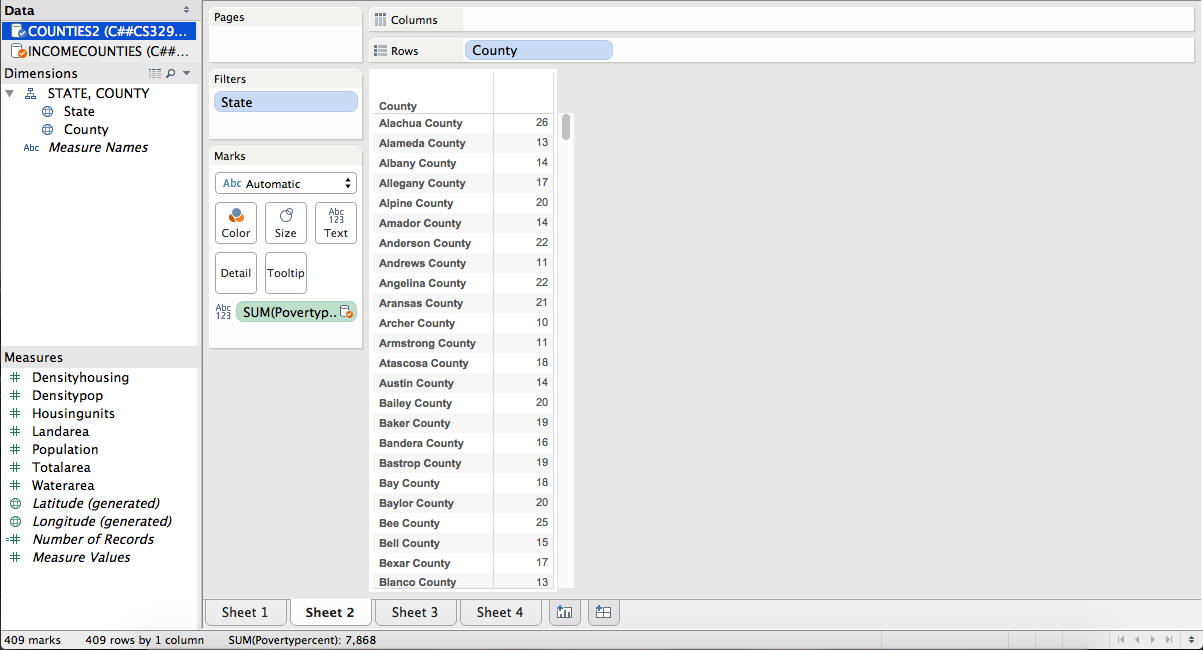 Data
COUNTIES2 (C##CS329...
INCOMECOUNTIES (C##...
Dimensions
STATE, COUNTY
State
County
Abc Measure Names
Measures
# Densityhousing
# Densitypop
# Housingunits
# Landarea
# Population
# Totalarea
# Waterarea
Latitude (generated)
Longitude (generated)
=# Number of Records
# Measure Values
Pages
Filters
State
Marks
Abc Automatic
Color
Size
Abc
123
Text
Detail
Tooltip
Abc
123
SUM(Povertyp..
Columns
Rows
County
County
Alachua County 26
Alameda County 13
Albany County 14
Allegany County 17
Alpine County 20
Amador County 14
Anderson County 22
Andrews County 11
Angelina County 22
Aransas County 21
Archer County 10
Armstrong County 11
Atascosa County 18
Austin County 14
Bailey County 20
Baker County 19
Bandera County 16
Bastrop County 19
Bay County 18
Baylor County 20
Bee County 25
Bell County 15
Bexar County 17
Blanco County 13
Sheet 1
Sheet 2
Sheet 3
Sheet 4
409 marks
409 rows by 1 column
SUM(Povertypercent): 7,868